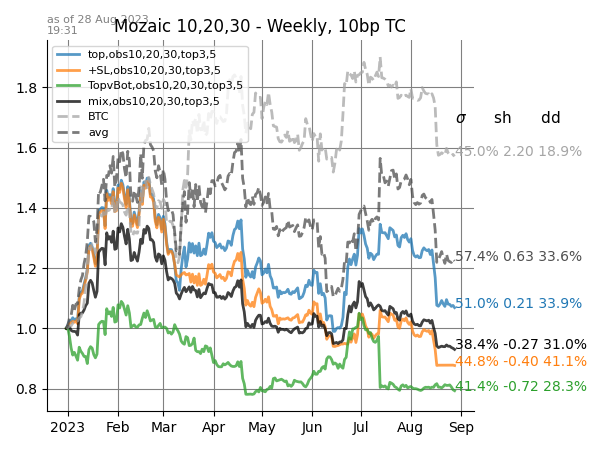 as of 28 Aug 2023
19:31
Mozaic 10,20,30 - Weekly, 10bp TC
top,obs10,20,30,top3,5
+SL,obs10,20,30,top3,5
TopvBot,obs10,20,30,top3,5
mix,obs10,20,30,top3,5
BTC
avg
σ sh dd
45.0% 2.20 18.9%
57.4% 0.63 33.6%
51.0% 0.21 33.9%
38.4% -0.27 31.0%
44.8% -0.40 41.1%
41.4% -0.72 28.3%
1.8
1.6
1.4
1.2
1.0
0.8
2023 Feb Mar Apr May Jun Jul Aug Sep